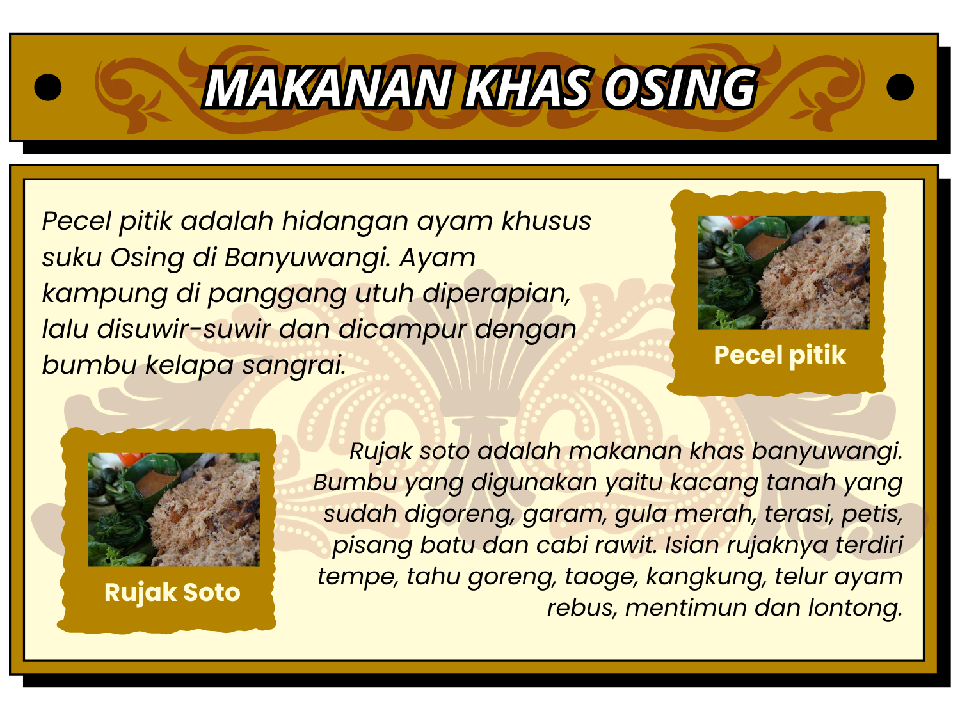 MAKANAN KHAS OSING
Pecel pitik adalah hidangan ayam khusus
suku Osing di Banyuwangi. Ayam
kampung di panggang utuh diperapian,
lalu disuwir-suwir dan dicampur dengan
bumbu kelapa sangrai.
Pecel pitik
Rujak Soto
Rujak soto adalah makanan khas banyuwangi.
Bumbu yang digunakan yaitu kacang tanah yang
sudah digoreng, garam, gula merah, terasi, petis,
pisang batu dan cabi rawit. Isian rujaknya terdiri
tempe, tahu goreng, taoge, kangkung, telur ayam
rebus, mentimun dan lontong.